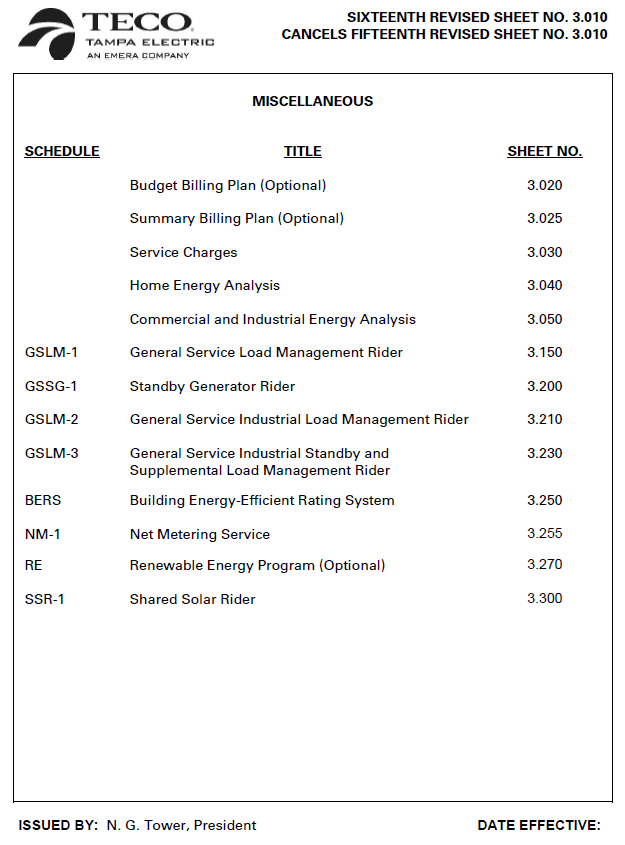 TECO.
TAMPA ELECTRIC
AN EMERA COMPANY
SIXTEENTH REVISED SHEET NO. 3.010
CANCELS FIFTEENTH REVISED SHEET NO. 3.010
MISCELLANEOUS
SCHEDULE TITLE SHEET NO.
Budget Billing Plan (Optional) 3.020
Summary Billing Plan (Optional) 3.025
Service Charges 3.030
Home Energy Analysis 3.040
Commercial and Industrial Energy Analysis 3.050
GSLM-1 General Service Load Management Rider 3.150
GSSG-1 Standby Generator Rider 3.200
GSLM-2 General Service Industrial Load Management Rider 3.210
GSLM-3 General Service Industrial Standby and 3.230
Supplemental Load Management Rider
BERS Building Energy-Efficient Rating System 3.250
NM-1 Net Metering Service 3.255
RE Renewable Energy Program (Optional) 3.270
SSR-1 Shared Solar Rider 3.300
ISSUED BY: N. G. Tower, President DATE EFFECTIVE: